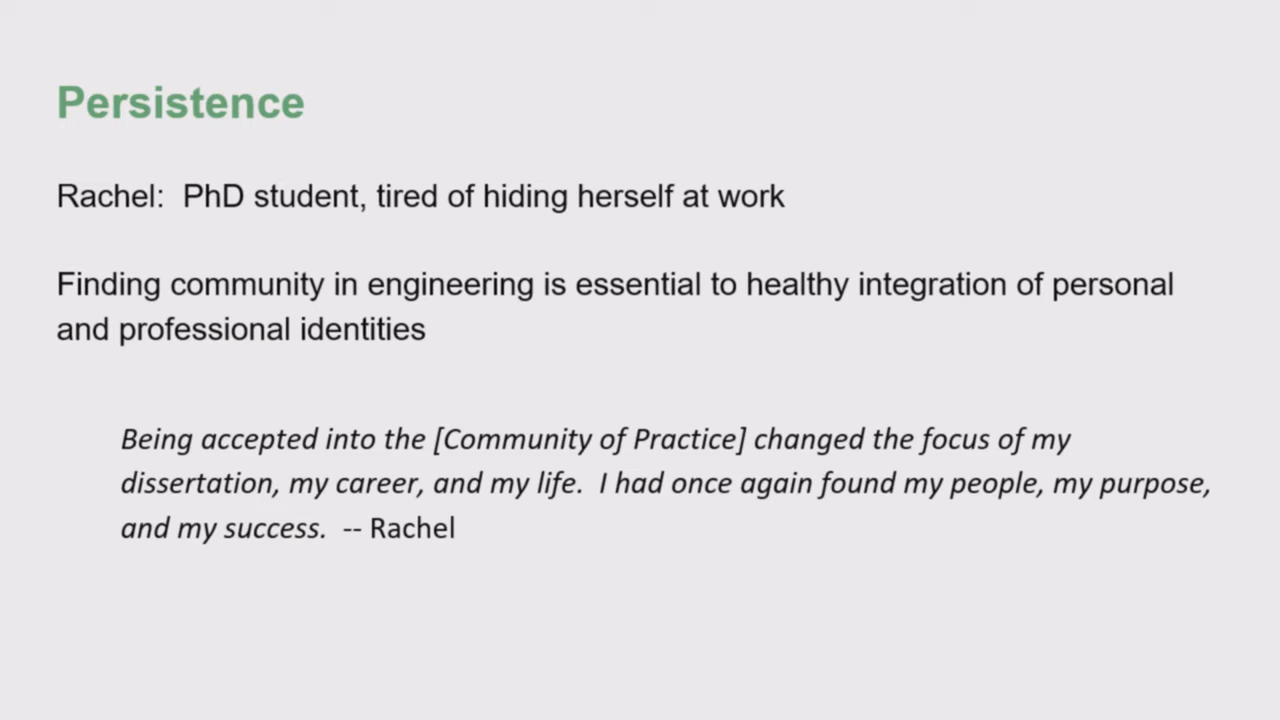 Persistence
Rachel:  PhD student, tired of hiding herself at work
Finding community in engineering is essential to healthy integration of personal
and professional identities
Being accepted into the [Community of Practice] changed the focus of my
dissertation, my career, and my life.  I had once again found my people, my purpose,
and my success.  -- Rachel